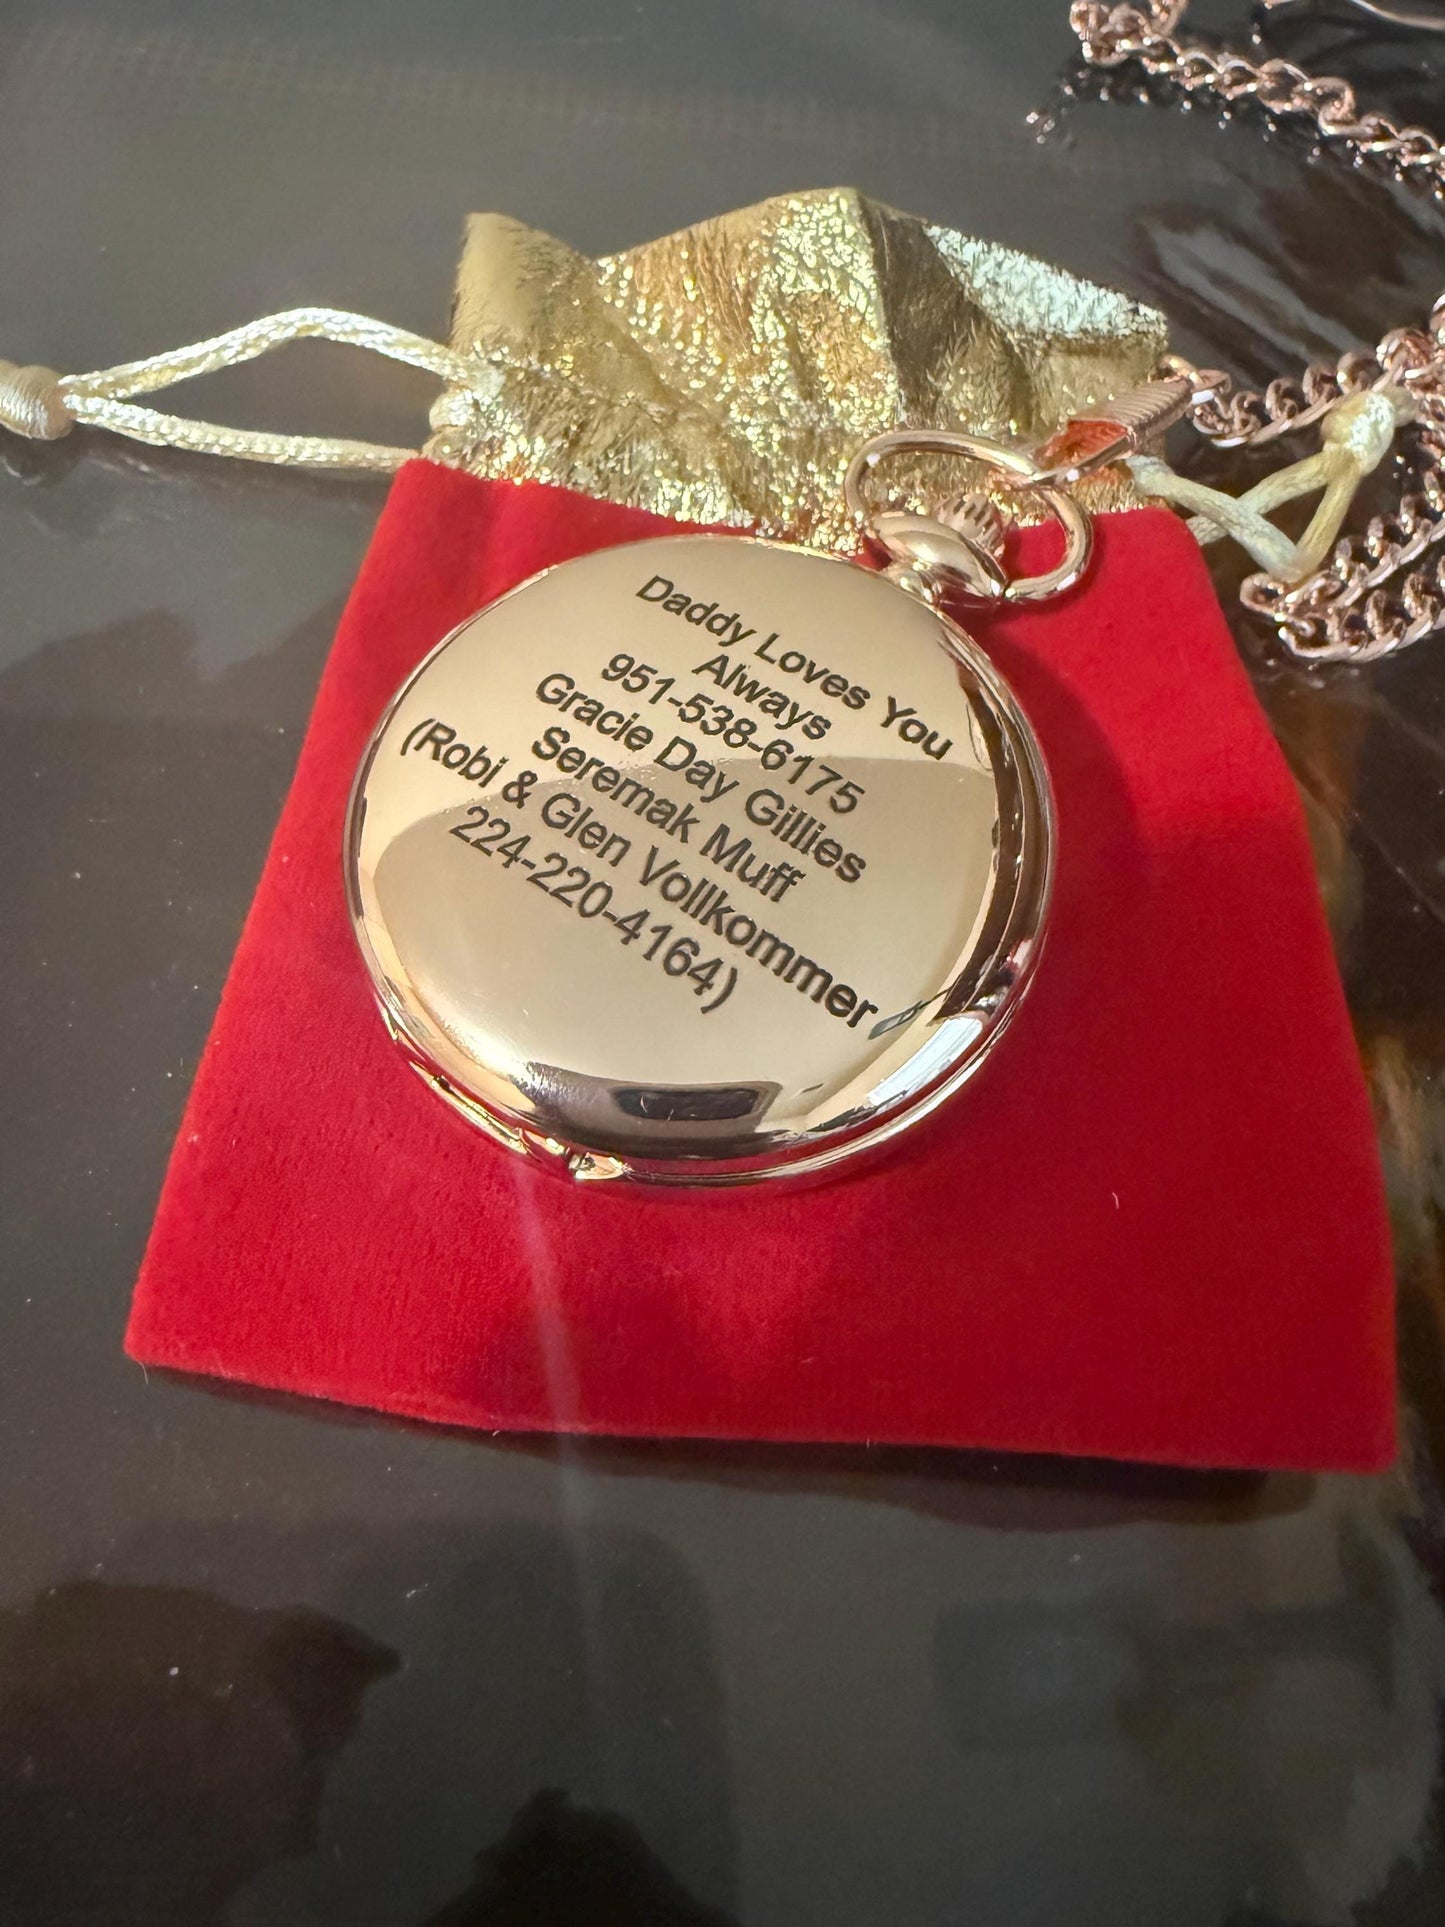 Daddy Loves You
Always
951-538-6175
Gracie Day Gillies
Seremak Muff
(Robi & Glen Vollkommer
224-220-4164)